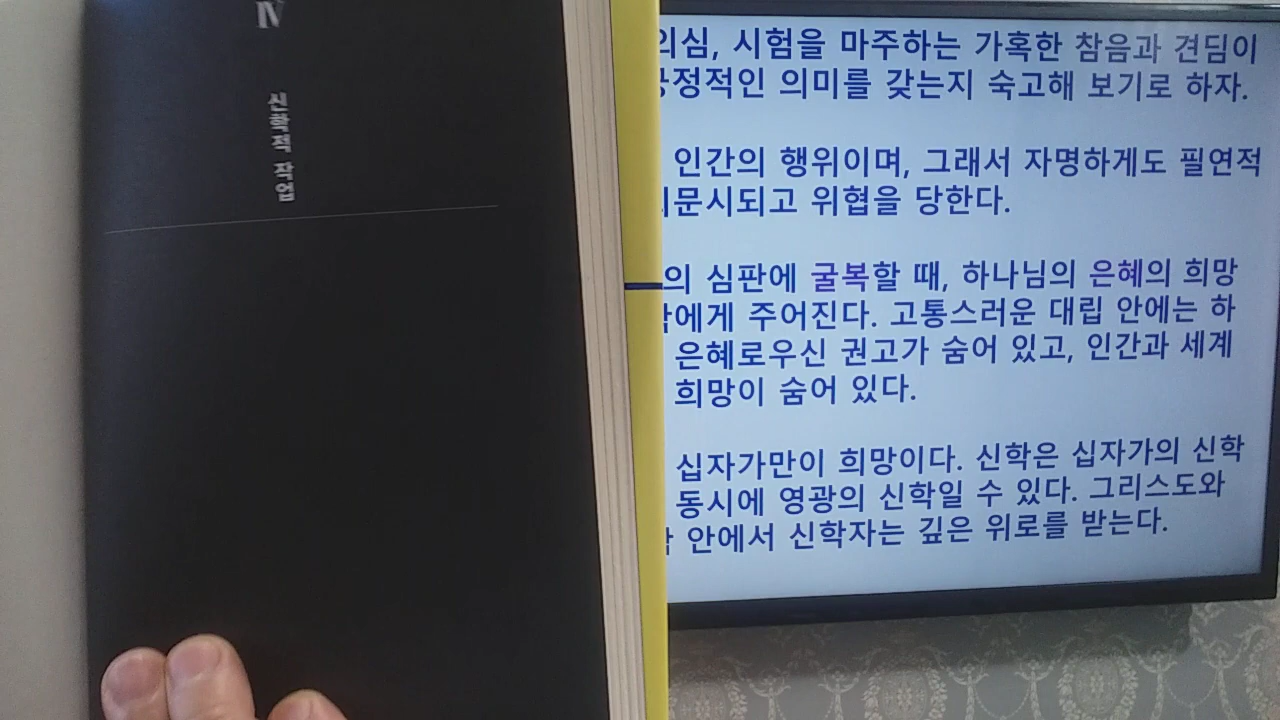 Ⅳ
신학적 작업
의심, 시험을 마주하는 가혹한 참음과 견딤이
긍정적인 의미를 갖는지 숙고해 보기로 하자.
인간의 행위이며, 그래서 자명하게도 필연적
의문시되고 위협을 당한다.
의 심판에 굴복할 때, 하나님의 은혜의 희망
에게 주어진다. 고통스러운 대립 안에는 하
은혜로우신 권고가 숨어 있고, 인간과 세계
희망이 숨어 있다.
십자가만이 희망이다. 신학은 십자가의 신학
동시에 영광의 신학일 수 있다. 그리스도와
안에서 신학자는 깊은 위로를 받는다.